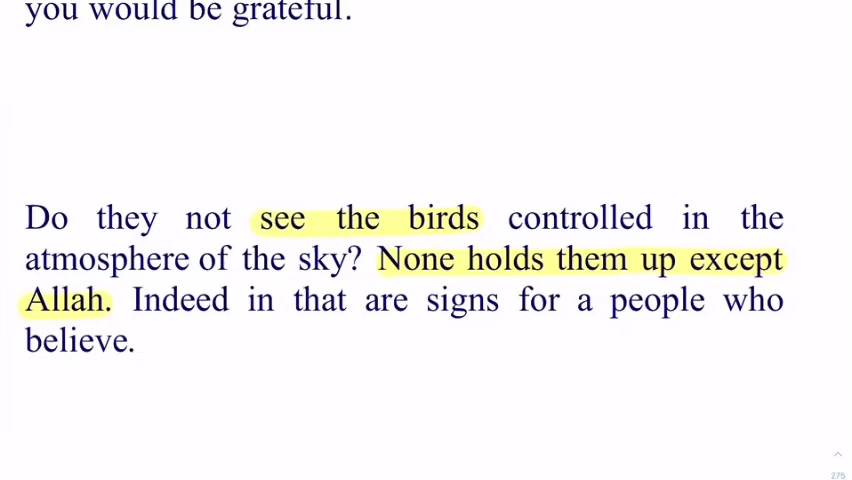 you would be grateful.
Do they not see the birds controlled in the
atmosphere of the sky? None holds them up except
Allah. Indeed in that are signs for a people who
believe.
275